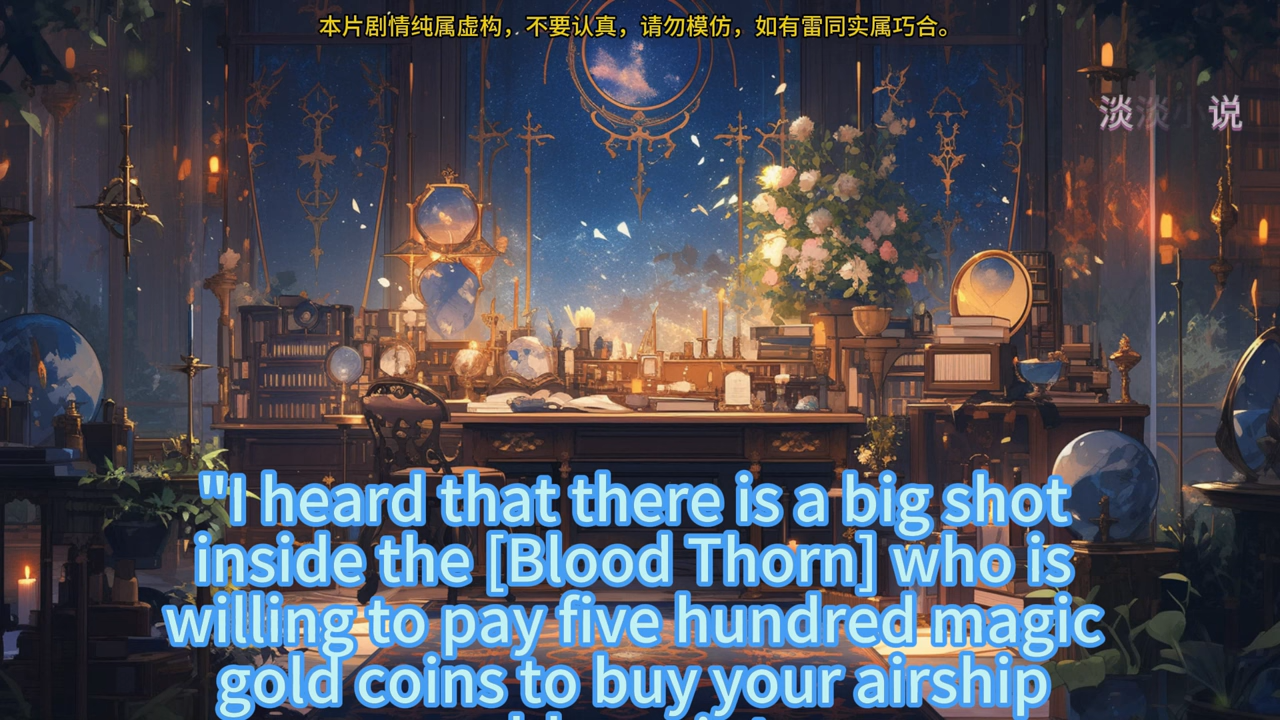 本片剧情纯属虚构，不要认真，请勿模仿，如有雷同实属巧合。
淡淡小说
"I heard that there is a big shot
inside the [Blood Thorn] who is
willing to pay five hundred magic
gold coins to buy your airship